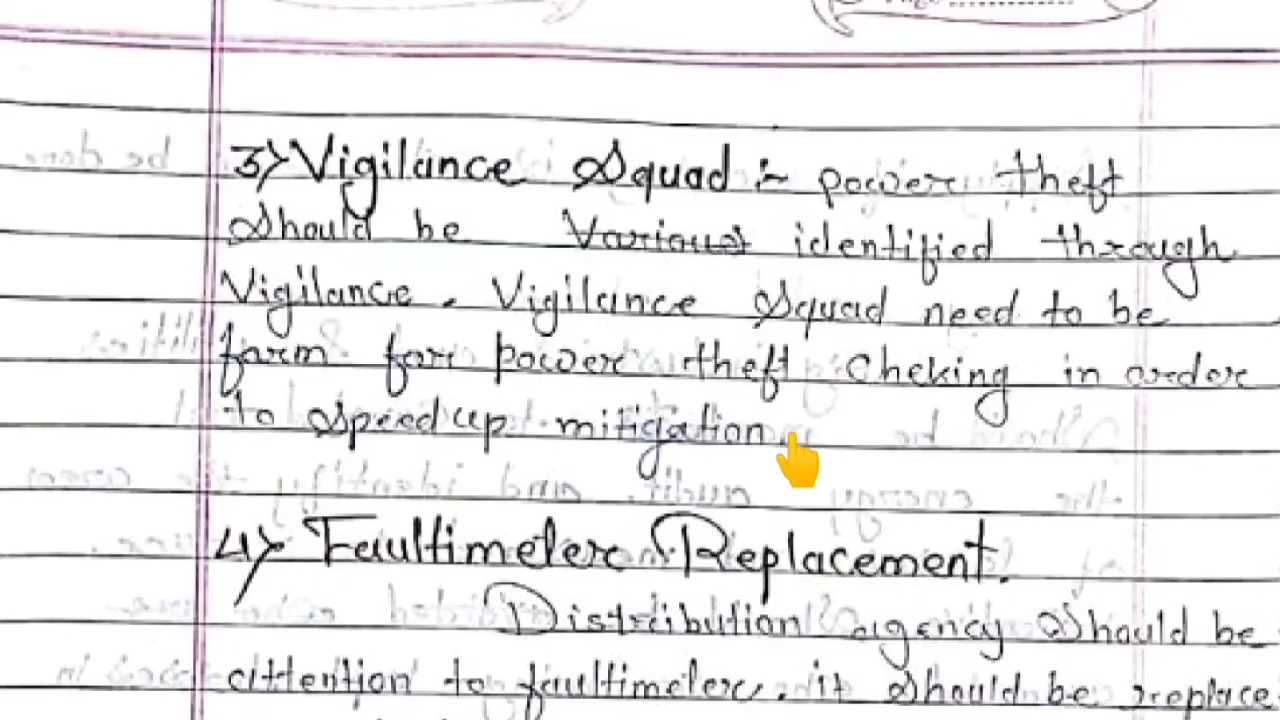 3) Vigilance Squad :- power theft
should be Various identified through
Vigilance. Vigilance Squad need to be
farm for power theft Cheking in order
to speed up mitigation.
4) Faultimeter Replacement.
Distribution agency should be
attention to faultimeter. it should be replace